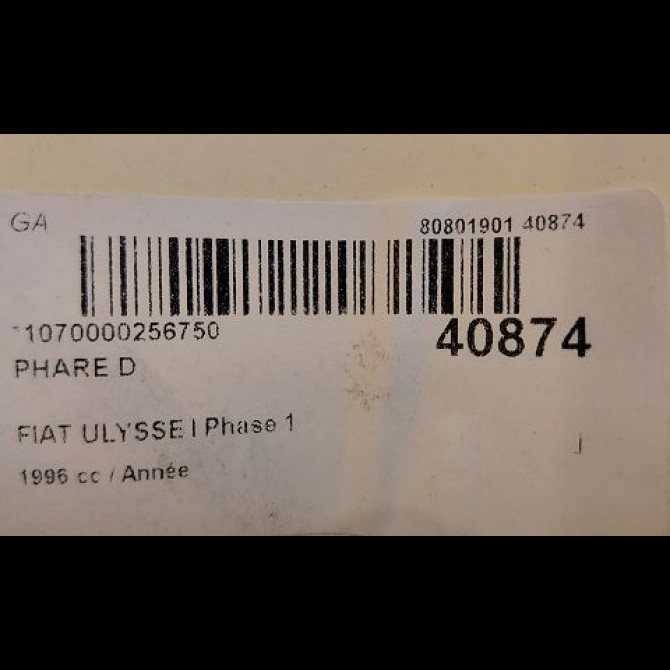 GA 80801901 40874
1070000256750 40874
PHARE D
FIAT ULYSSE I Phase 1
1996 cc / Année